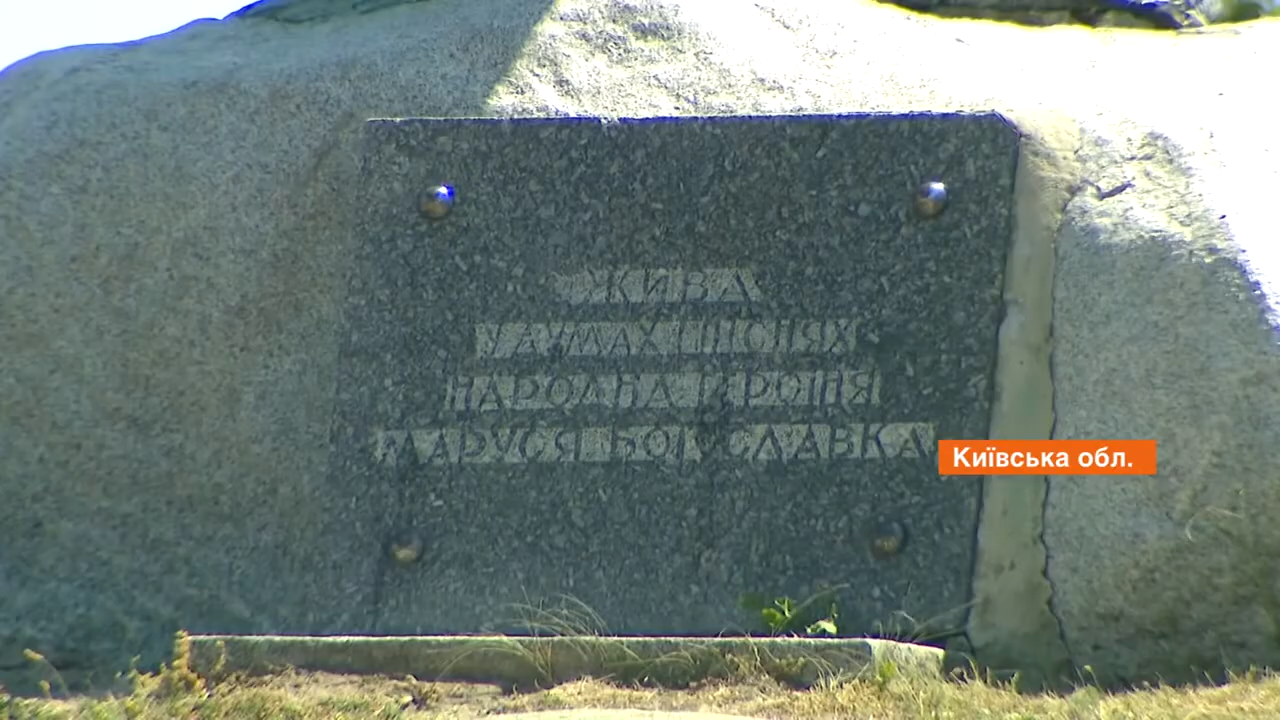 ЖИВА
У ДУМАХ І ПІСНЯХ
НАРОДНА ГЕРОЇНЯ
МАРУСЯ БОГУСЛАВКА
Київська обл.